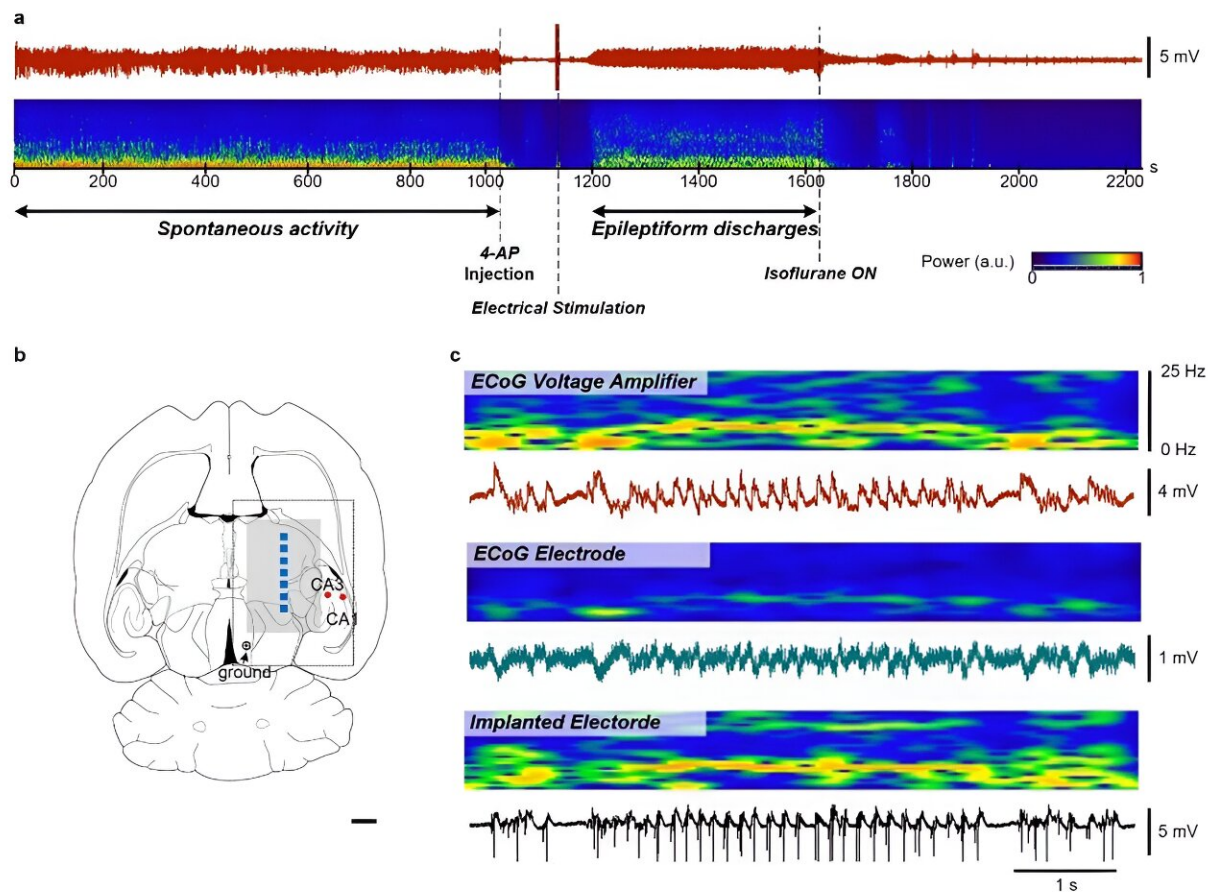 a
5 mV
s
0 200 400 600 800 1000 1200 1400 1600 1800 2000 2200
Spontaneous activity
Epileptiform discharges
4-AP
Injection
Electrical Stimulation
Isoflurane ON
Power (a.u.)
0 1
b
CA3
CA1
ground
c
ECoG Voltage Amplifier
25 Hz
0 Hz
4 mV
ECoG Electrode
1 mV
Implanted Electorde
5 mV
1 s